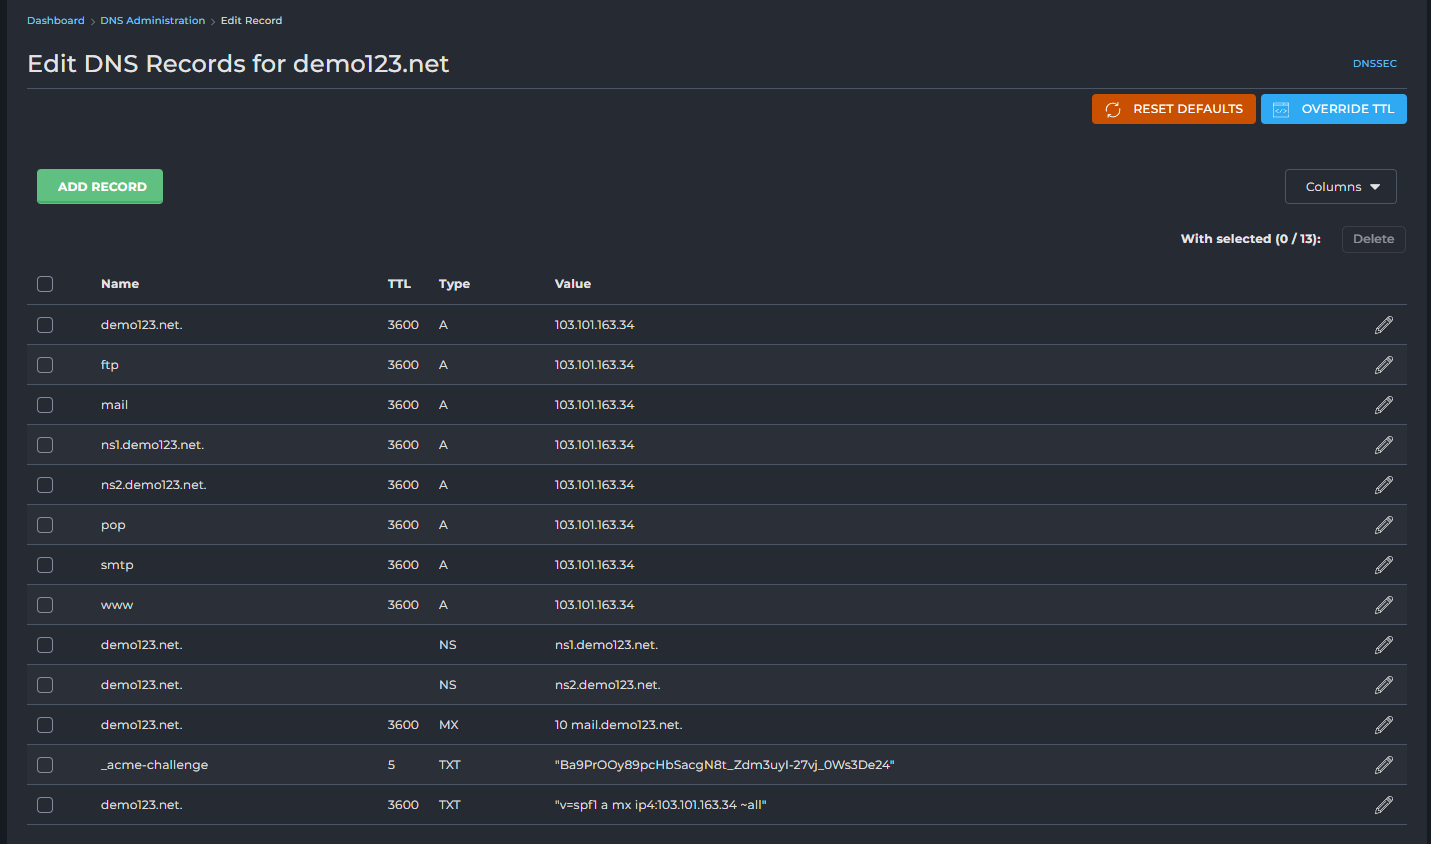 Dashboard > DNS Administration > Edit Record
Edit DNS Records for demo123.net
DNSSEC
RESET DEFAULTS OVERRIDE TTL
ADD RECORD Columns
With selected (0 / 13): Delete
Name TTL Type Value
demo123.net. 3600 A 103.101.163.34
ftp 3600 A 103.101.163.34
mail 3600 A 103.101.163.34
ns1.demo123.net. 3600 A 103.101.163.34
ns2.demo123.net. 3600 A 103.101.163.34
pop 3600 A 103.101.163.34
smtp 3600 A 103.101.163.34
www 3600 A 103.101.163.34
demo123.net. NS ns1.demo123.net.
demo123.net. NS ns2.demo123.net.
demo123.net. 3600 MX 10 mail.demo123.net.
_acme-challenge 5 TXT "Ba9PrOOy89pcHbSacgN8t_Zdm3uyI-27vj_0Ws3De24"
demo123.net. 3600 TXT "v=spf1 a mx ip4:103.101.163.34 ~all"